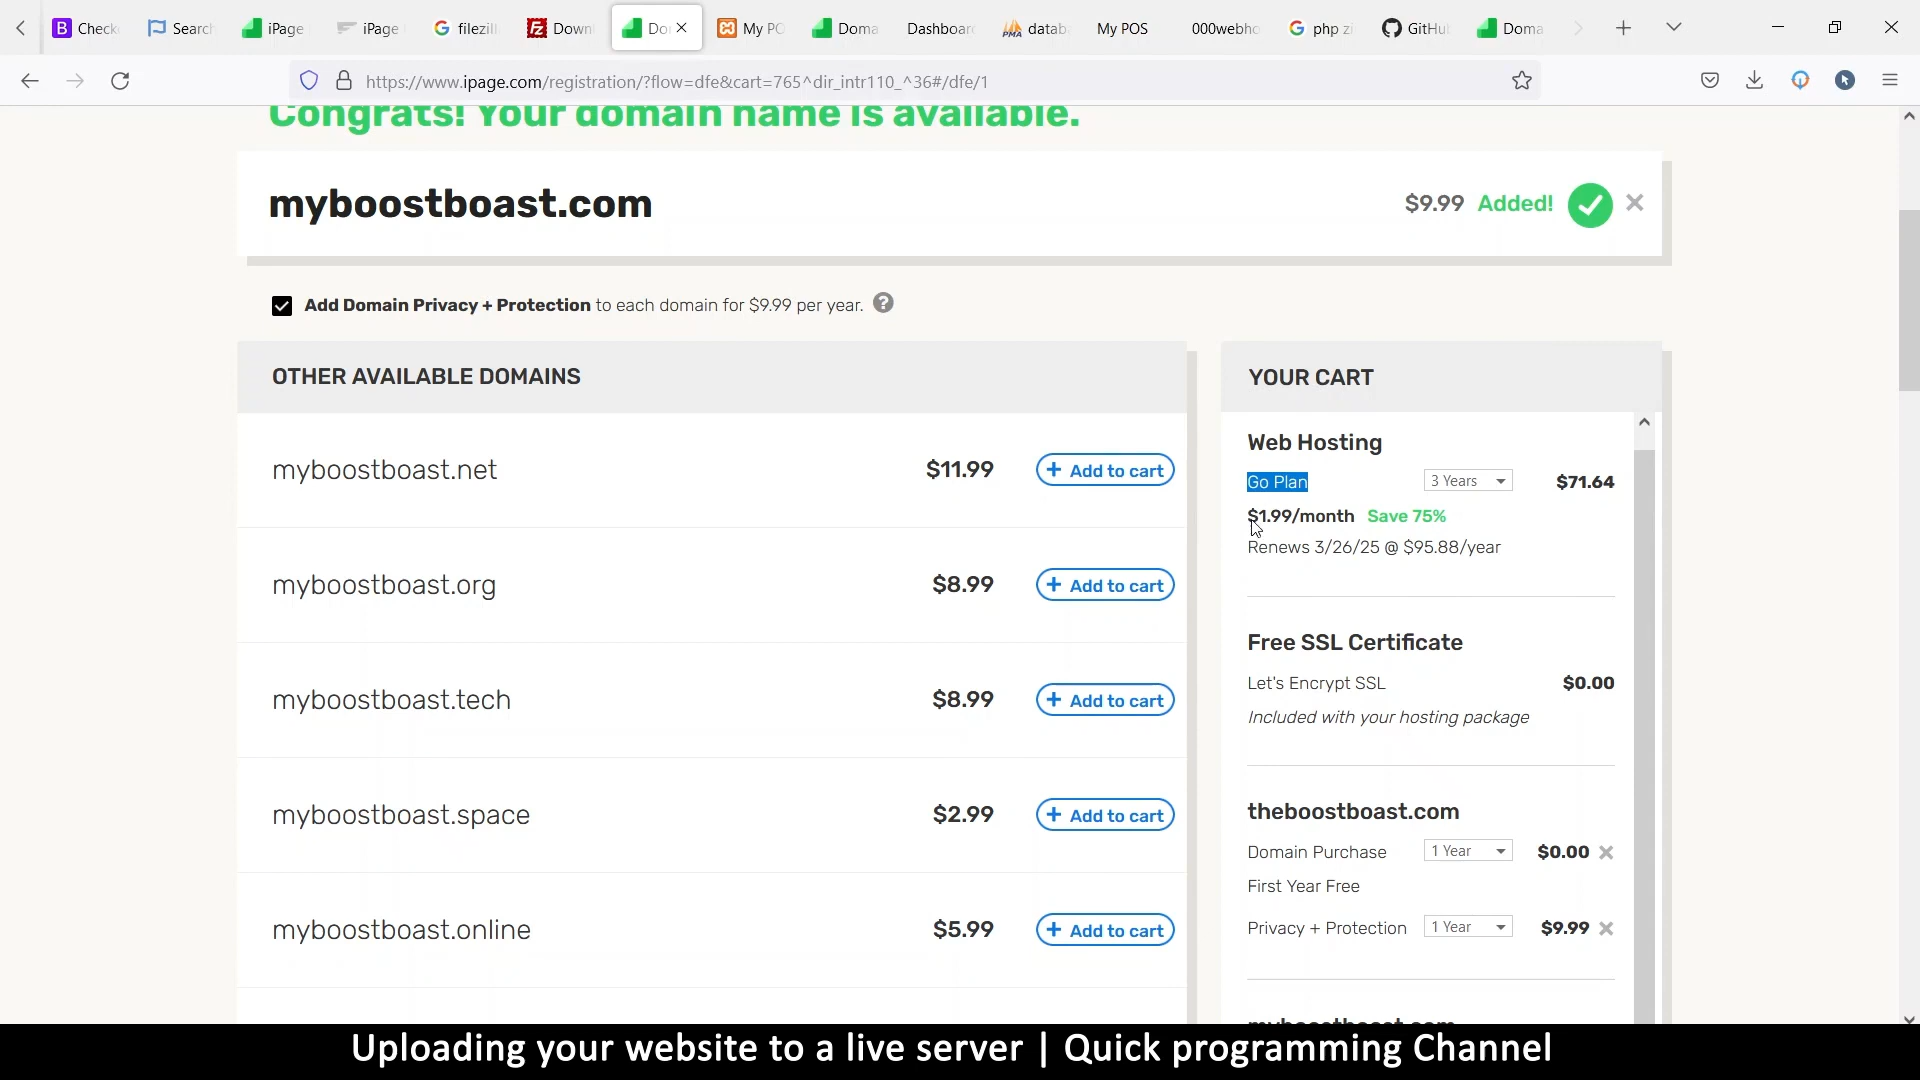 Check
Search
iPage
iPage
filezill
Down
Do
My PO
Doma
Dashboar
datab
My POS
000webho
php zi
GitHu
Doma
https://www.ipage.com/registration/?flow=dfe&cart=765^dir_intr110_^36#/dfe/1
Congrats! Your domain name is available.
myboostboast.com
$9.99 Added!
Add Domain Privacy + Protection to each domain for $9.99 per year.
OTHER AVAILABLE DOMAINS
myboostboast.net $11.99 + Add to cart
myboostboast.org $8.99 + Add to cart
myboostboast.tech $8.99 + Add to cart
myboostboast.space $2.99 + Add to cart
myboostboast.online $5.99 + Add to cart
YOUR CART
Web Hosting
Go Plan 3 Years $71.64
$1.99/month Save 75%
Renews 3/26/25 @ $95.88/year
Free SSL Certificate
Let's Encrypt SSL $0.00
Included with your hosting package
theboostboast.com
Domain Purchase 1 Year $0.00
First Year Free
Privacy + Protection 1 Year $9.99
myboostboast.com
Uploading your website to a live server | Quick programming Channel